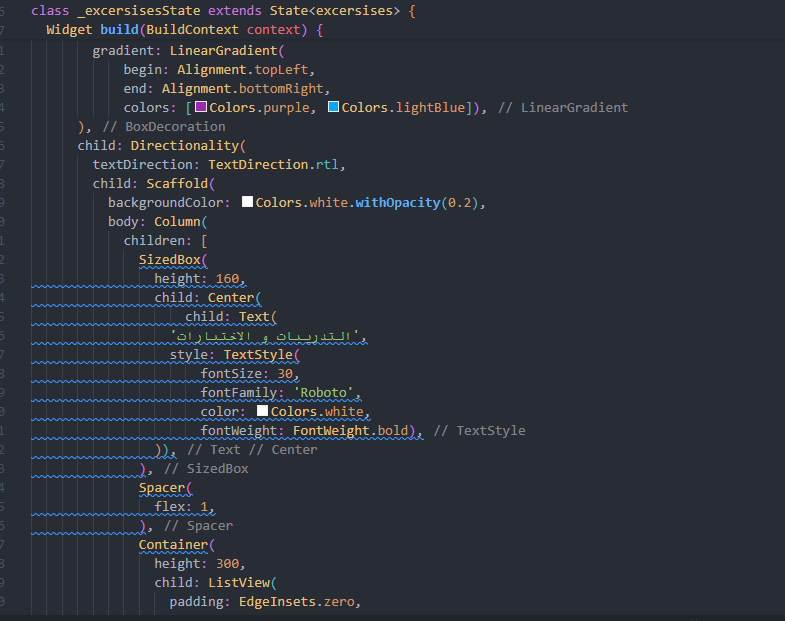 class _excersisesState extends State<excersises> {
Widget build(BuildContext context) {
gradient: LinearGradient(
begin: Alignment.topLeft,
end: Alignment.bottomRight,
colors: [Colors.purple, Colors.lightBlue]), // LinearGradient
), // BoxDecoration
child: Directionality(
textDirection: TextDirection.rtl,
child: Scaffold(
backgroundColor: Colors.white.withOpacity(0.2),
body: Column(
children: [
SizedBox(
height: 160,
child: Center(
child: Text(
'التدريبات و الاختبارات',
style: TextStyle(
fontSize: 30,
fontFamily: 'Roboto',
color: Colors.white,
fontWeight: FontWeight.bold), // TextStyle
)), // Text // Center
), // SizedBox
Spacer(
flex: 1,
), // Spacer
Container(
height: 300,
child: ListView(
padding: EdgeInsets.zero,